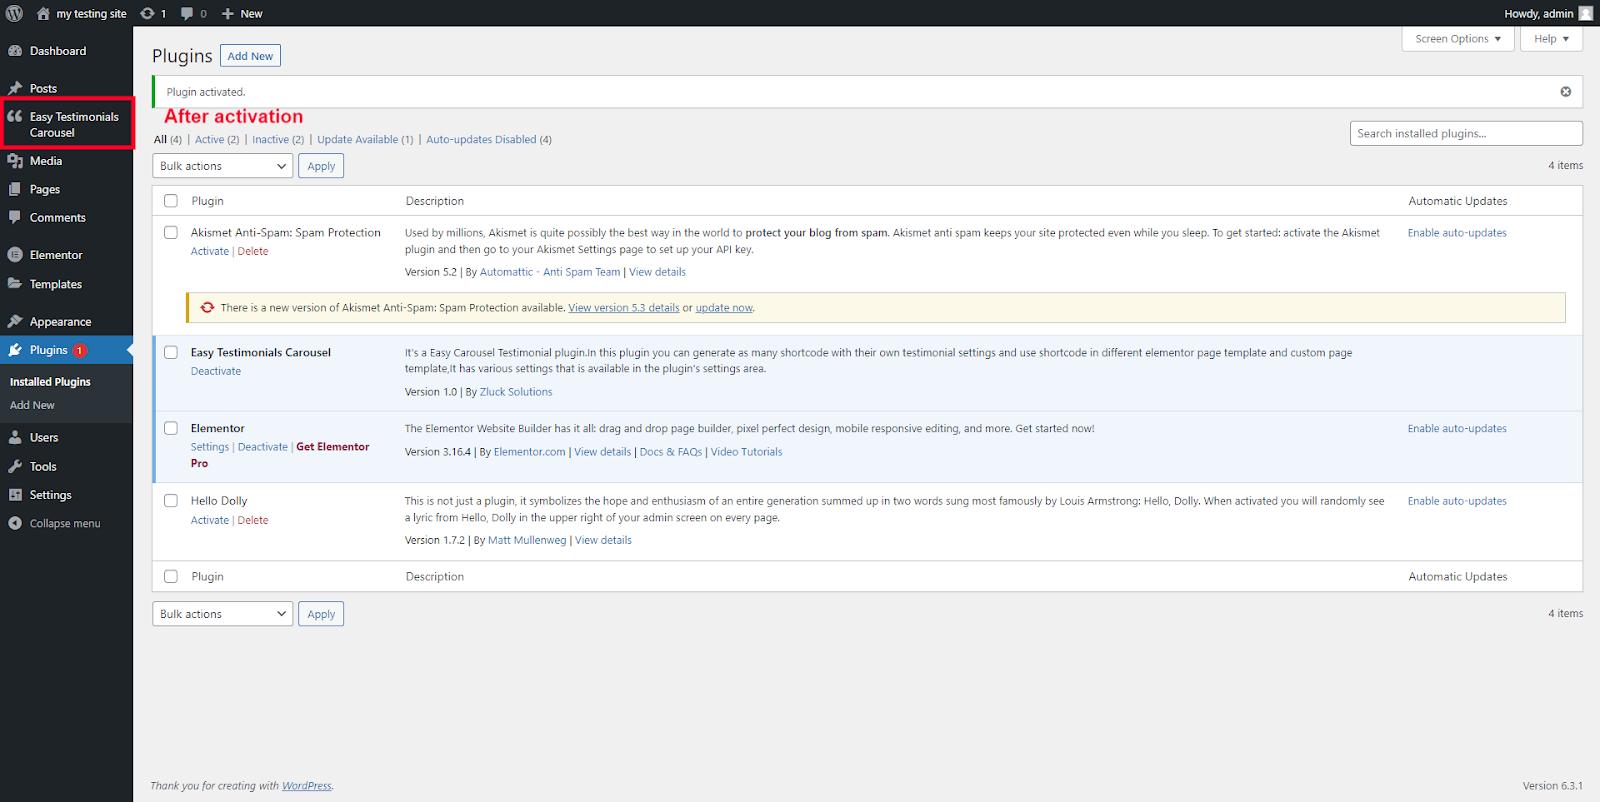 my testing site 1 0 New Howdy, admin
Dashboard
Posts
Easy Testimonials
Carousel
Media
Pages
Comments
Elementor
Templates
Appearance
Plugins 1
Installed Plugins
Add New
Users
Tools
Settings
Collapse menu
Screen Options Help
Plugins Add New
Plugin activated.
After activation
All (4) | Active (2) | Inactive (2) | Update Available (1) | Auto-updates Disabled (4)
Search installed plugins...
Bulk actions Apply
4 items
Plugin Description Automatic Updates
Akismet Anti-Spam: Spam Protection
Activate | Delete
Used by millions, Akismet is quite possibly the best way in the world to protect your blog from spam. Akismet anti spam keeps your site protected even while you sleep. To get started: activate the Akismet
plugin and then go to your Akismet Settings page to set up your API key.
Version 5.2 | By Automattic - Anti Spam Team | View details
Enable auto-updates
There is a new version of Akismet Anti-Spam: Spam Protection available. View version 5.3 details or update now.
Easy Testimonials Carousel
Deactivate
It's a Easy Carousel Testimonial plugin.In this plugin you can generate as many shortcode with their own testimonial settings and use shortcode in different elementor page template and custom page
template,It has various settings that is available in the plugin's settings area.
Version 1.0 | By Zluck Solutions
Elementor
Settings | Deactivate | Get Elementor
Pro
The Elementor Website Builder has it all: drag and drop page builder, pixel perfect design, mobile responsive editing, and more. Get started now!
Version 3.16.4 | By Elementor.com | View details | Docs & FAQs | Video Tutorials
Enable auto-updates
Hello Dolly
Activate | Delete
This is not just a plugin, it symbolizes the hope and enthusiasm of an entire generation summed up in two words sung most famously by Louis Armstrong: Hello, Dolly. When activated you will randomly see
a lyric from Hello, Dolly in the upper right of your admin screen on every page.
Version 1.7.2 | By Matt Mullenweg | View details
Enable auto-updates
Plugin Description Automatic Updates
Bulk actions Apply
4 items
Thank you for creating with WordPress.
Version 6.3.1